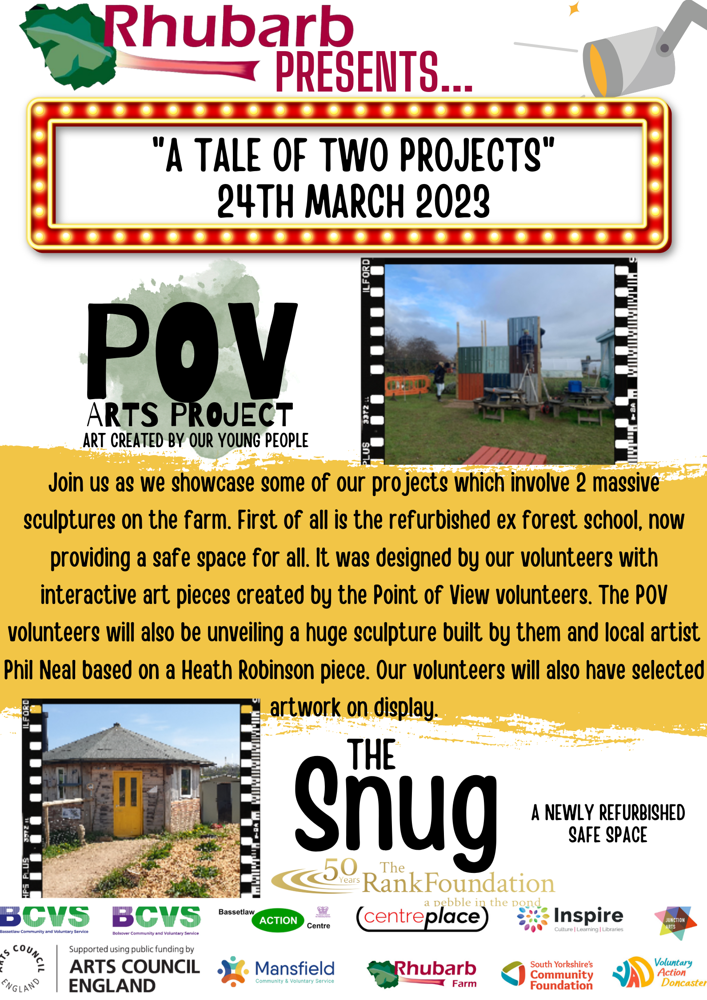 Rhubarb
PRESENTS...
"A TALE OF TWO PROJECTS"
24TH MARCH 2023
POV
ARTS PROJECT
ART CREATED BY OUR YOUNG PEOPLE
ILFORD
PLUS
Join us as we showcase some of our projects which involve 2 massive
sculptures on the farm. First of all is the refurbished ex forest school, now
providing a safe space for all. It was designed by our volunteers with
interactive art pieces created by the Point of View volunteers. The POV
volunteers will also be unveiling a huge sculpture built by them and local artist
Phil Neal based on a Heath Robinson piece. Our volunteers will also have selected
artwork on display.
ILFORD
HPS PLUS
THE
Snug
A NEWLY REFURBISHED
SAFE SPACE
50 Years
The
RankFoundation
a pebble in the pond
BCVS
Bassetlaw Community and Voluntary Service
BCVS
Bolsover Community and Voluntary Service
Bassetlaw
ACTION
Centre
centreplace
Inspire
Culture | Learning | Libraries
JUNCTION
ARTS
ARTS COUNCIL
ENGLAND
Supported using public funding by
ARTS COUNCIL
ENGLAND
Mansfield
Community & Voluntary Service
Rhubarb
Farm
South Yorkshire's
Community
Foundation
VAD
Voluntary
Action
Doncaster